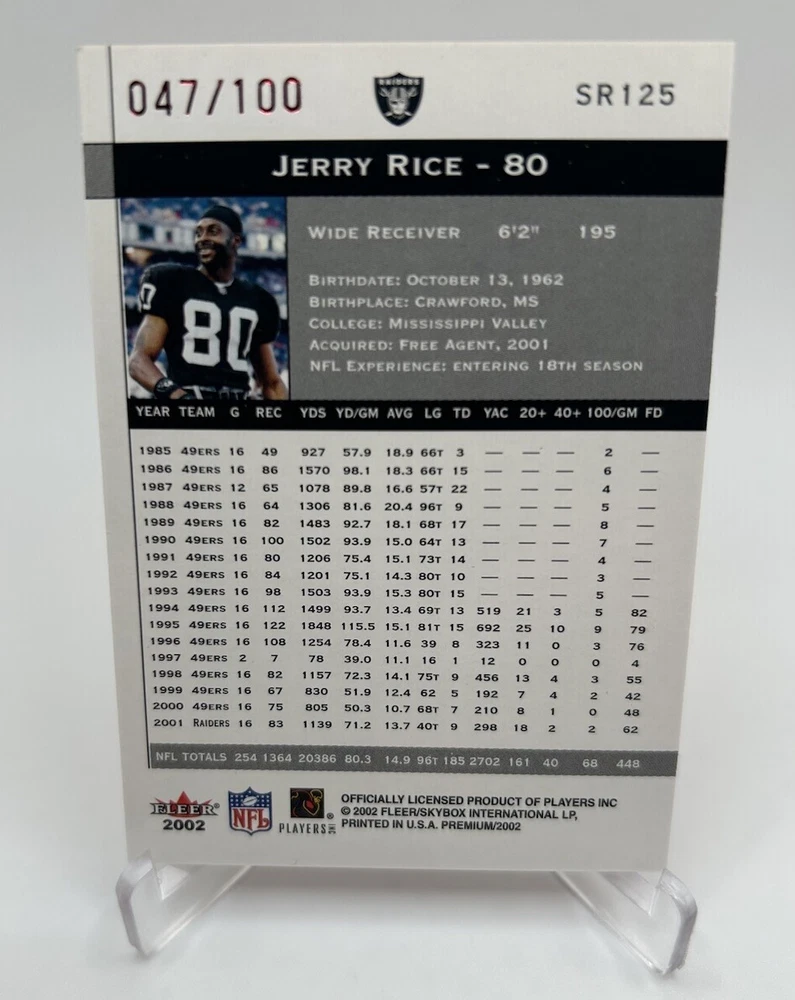 047/100 RAIDERS SR125
JERRY RICE - 80
WIDE RECEIVER 6'2" 195
BIRTHDATE: OCTOBER 13, 1962
BIRTHPLACE: CRAWFORD, MS
COLLEGE: MISSISSIPPI VALLEY
ACQUIRED: FREE AGENT, 2001
NFL EXPERIENCE: ENTERING 18TH SEASON
80
80
YEAR TEAM G REC YDS YD/GM AVG LG TD YAC 20+ 40+ 100/GM FD
1985 49ERS 16 49 927 57.9 18.9 66T 3 — — — 2 —
1986 49ERS 16 86 1570 98.1 18.3 66T 15 — — — 6 —
1987 49ERS 12 65 1078 89.8 16.6 57T 22 — — — 4 —
1988 49ERS 16 64 1306 81.6 20.4 96T 9 — — — 5 —
1989 49ERS 16 82 1483 92.7 18.1 68T 17 — — — 8 —
1990 49ERS 16 100 1502 93.9 15.0 64T 13 — — — 7 —
1991 49ERS 16 80 1206 75.4 15.1 73T 14 — — — 4 —
1992 49ERS 16 84 1201 75.1 14.3 80T 10 — — — 3 —
1993 49ERS 16 98 1503 93.9 15.3 80T 15 — — — 5 —
1994 49ERS 16 112 1499 93.7 13.4 69T 13 519 21 3 5 82
1995 49ERS 16 122 1848 115.5 15.1 81T 15 692 25 10 9 79
1996 49ERS 16 108 1254 78.4 11.6 39 8 323 11 0 3 76
1997 49ERS 2 7 78 39.0 11.1 16 1 12 0 0 0 4
1998 49ERS 16 82 1157 72.3 14.1 75T 9 456 13 4 3 55
1999 49ERS 16 67 830 51.9 12.4 62 5 192 7 4 2 42
2000 49ERS 16 75 805 50.3 10.7 68T 7 210 8 1 0 48
2001 RAIDERS 16 83 1139 71.2 13.7 40T 9 298 18 2 2 62
NFL TOTALS 254 1364 20386 80.3 14.9 96T 185 2702 161 40 68 448
FLEER®
2002
NFL
PLAYERS INC ®
OFFICIALLY LICENSED PRODUCT OF PLAYERS INC
© 2002 FLEER/SKYBOX INTERNATIONAL LP,
PRINTED IN U.S.A. PREMIUM/2002